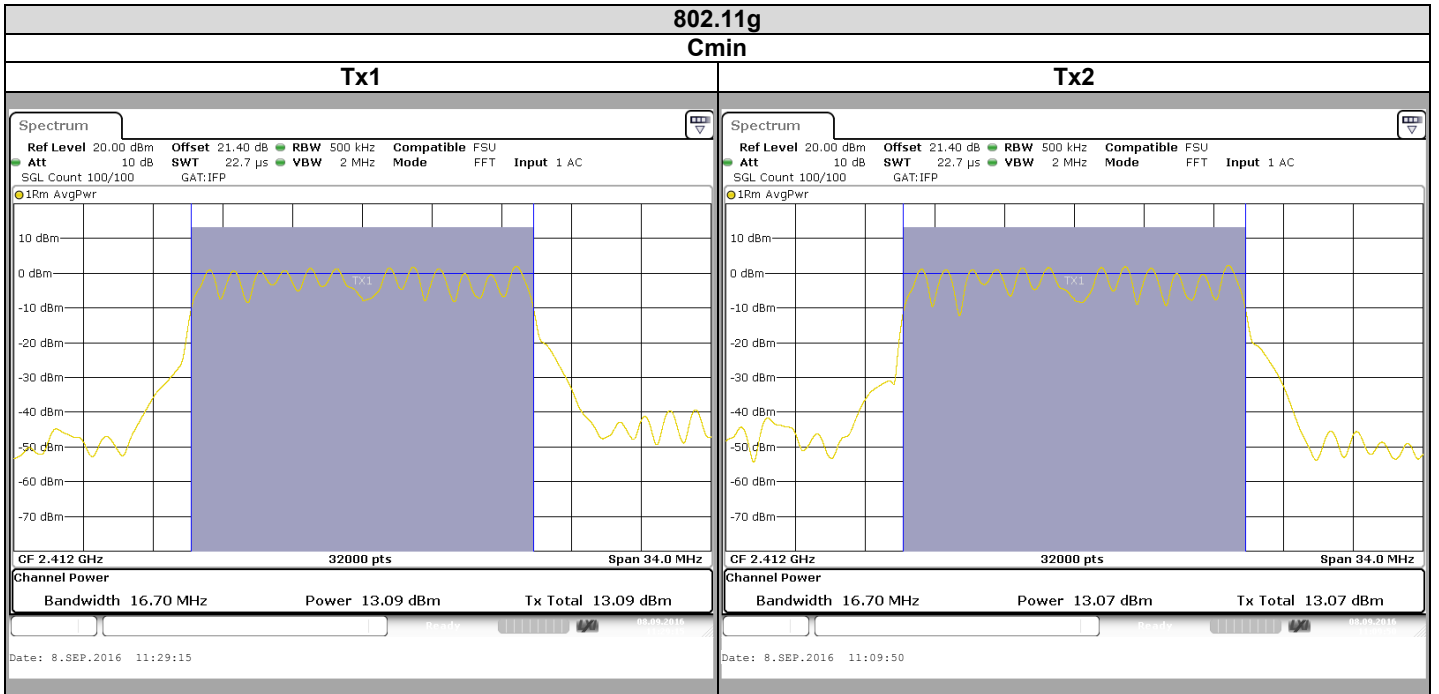 802.11g
Cmin
Tx1
Tx2
Spectrum
Ref Level 20.00 dBm Offset 21.40 dB RBW 500 kHz Compatible FSU
Att 10 dB SWT 22.7 µs VBW 2 MHz Mode FFT Input 1 AC
SGL Count 100/100 GAT:IFP
1Rm AvgPwr
10 dBm
0 dBm
TX1
-10 dBm
-20 dBm
-30 dBm
-40 dBm
-50 dBm
-60 dBm
-70 dBm
CF 2.412 GHz 32000 pts Span 34.0 MHz
Channel Power
Bandwidth 16.70 MHz Power 13.09 dBm Tx Total 13.09 dBm
Ready 08.09.2016
Date: 8.SEP.2016 11:29:15
Spectrum
Ref Level 20.00 dBm Offset 21.40 dB RBW 500 kHz Compatible FSU
Att 10 dB SWT 22.7 µs VBW 2 MHz Mode FFT Input 1 AC
SGL Count 100/100 GAT:IFP
1Rm AvgPwr
10 dBm
0 dBm
TX1
-10 dBm
-20 dBm
-30 dBm
-40 dBm
-50 dBm
-60 dBm
-70 dBm
CF 2.412 GHz 32000 pts Span 34.0 MHz
Channel Power
Bandwidth 16.70 MHz Power 13.07 dBm Tx Total 13.07 dBm
Ready 08.09.2016
Date: 8.SEP.2016 11:09:50